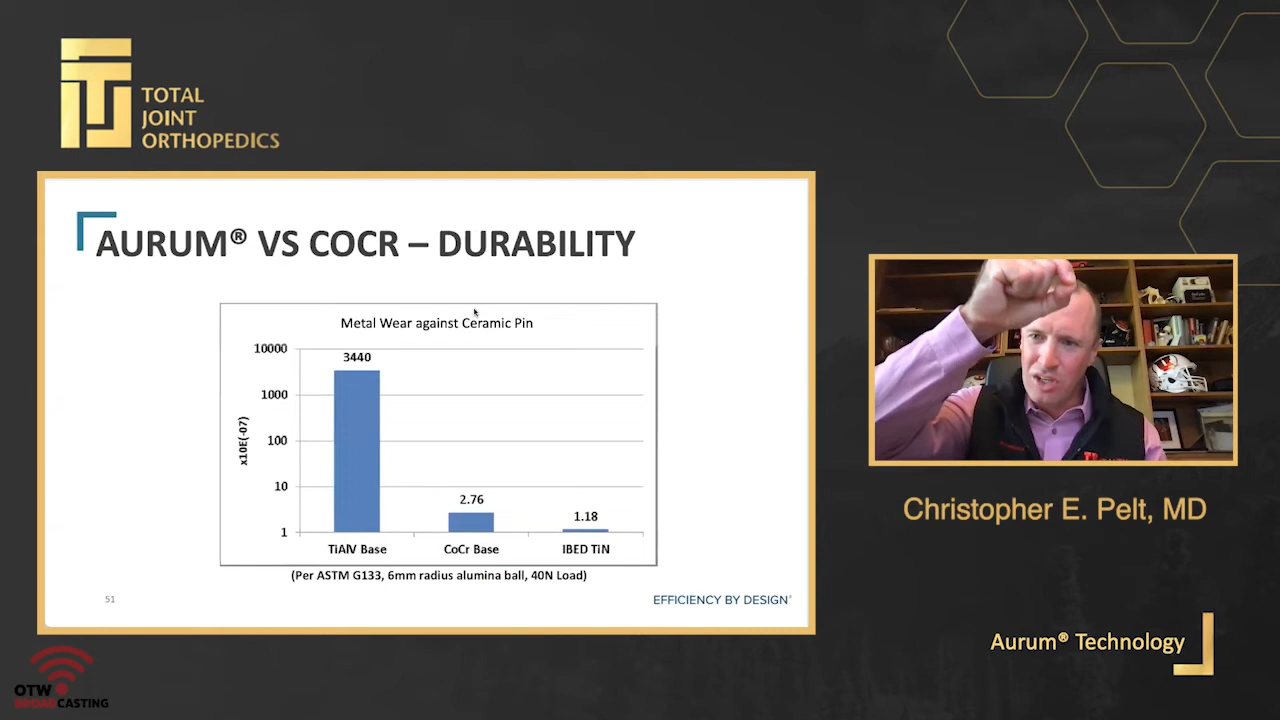 TOTAL
JOINT
ORTHOPEDICS
AURUM® VS COCR – DURABILITY
Metal Wear against Ceramic Pin
10000
1000
100
10
1
x10E(-07)
3440
2.76
1.18
TiAlV Base
CoCr Base
IBED TiN
(Per ASTM G133, 6mm radius alumina ball, 40N Load)
51
EFFICIENCY BY DESIGN®
Christopher E. Pelt, MD
Aurum® Technology
OTW
BROADCASTING